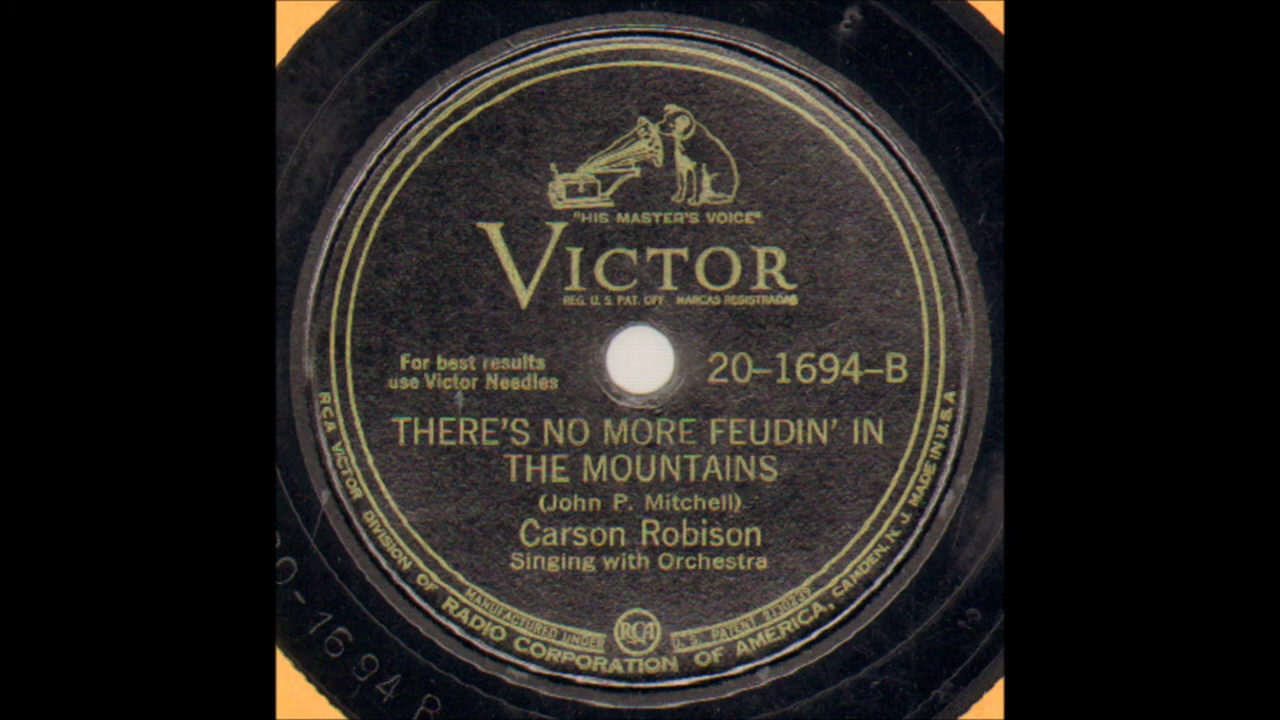 "HIS MASTER'S VOICE"
VICTOR
REG. U. S. PAT. OFF. MARCAS REGISTRADAS
For best results
use Victor Needles
20-1694-B
THERE'S NO MORE FEUDIN' IN
THE MOUNTAINS
(John P. Mitchell)
Carson Robison
Singing with Orchestra
MANUFACTURED UNDER
RCA
U. S. PATENT
RCA VICTOR DIVISION OF RADIO CORPORATION OF AMERICA, CAMDEN, N. J. MADE IN U.S.A
0-1694